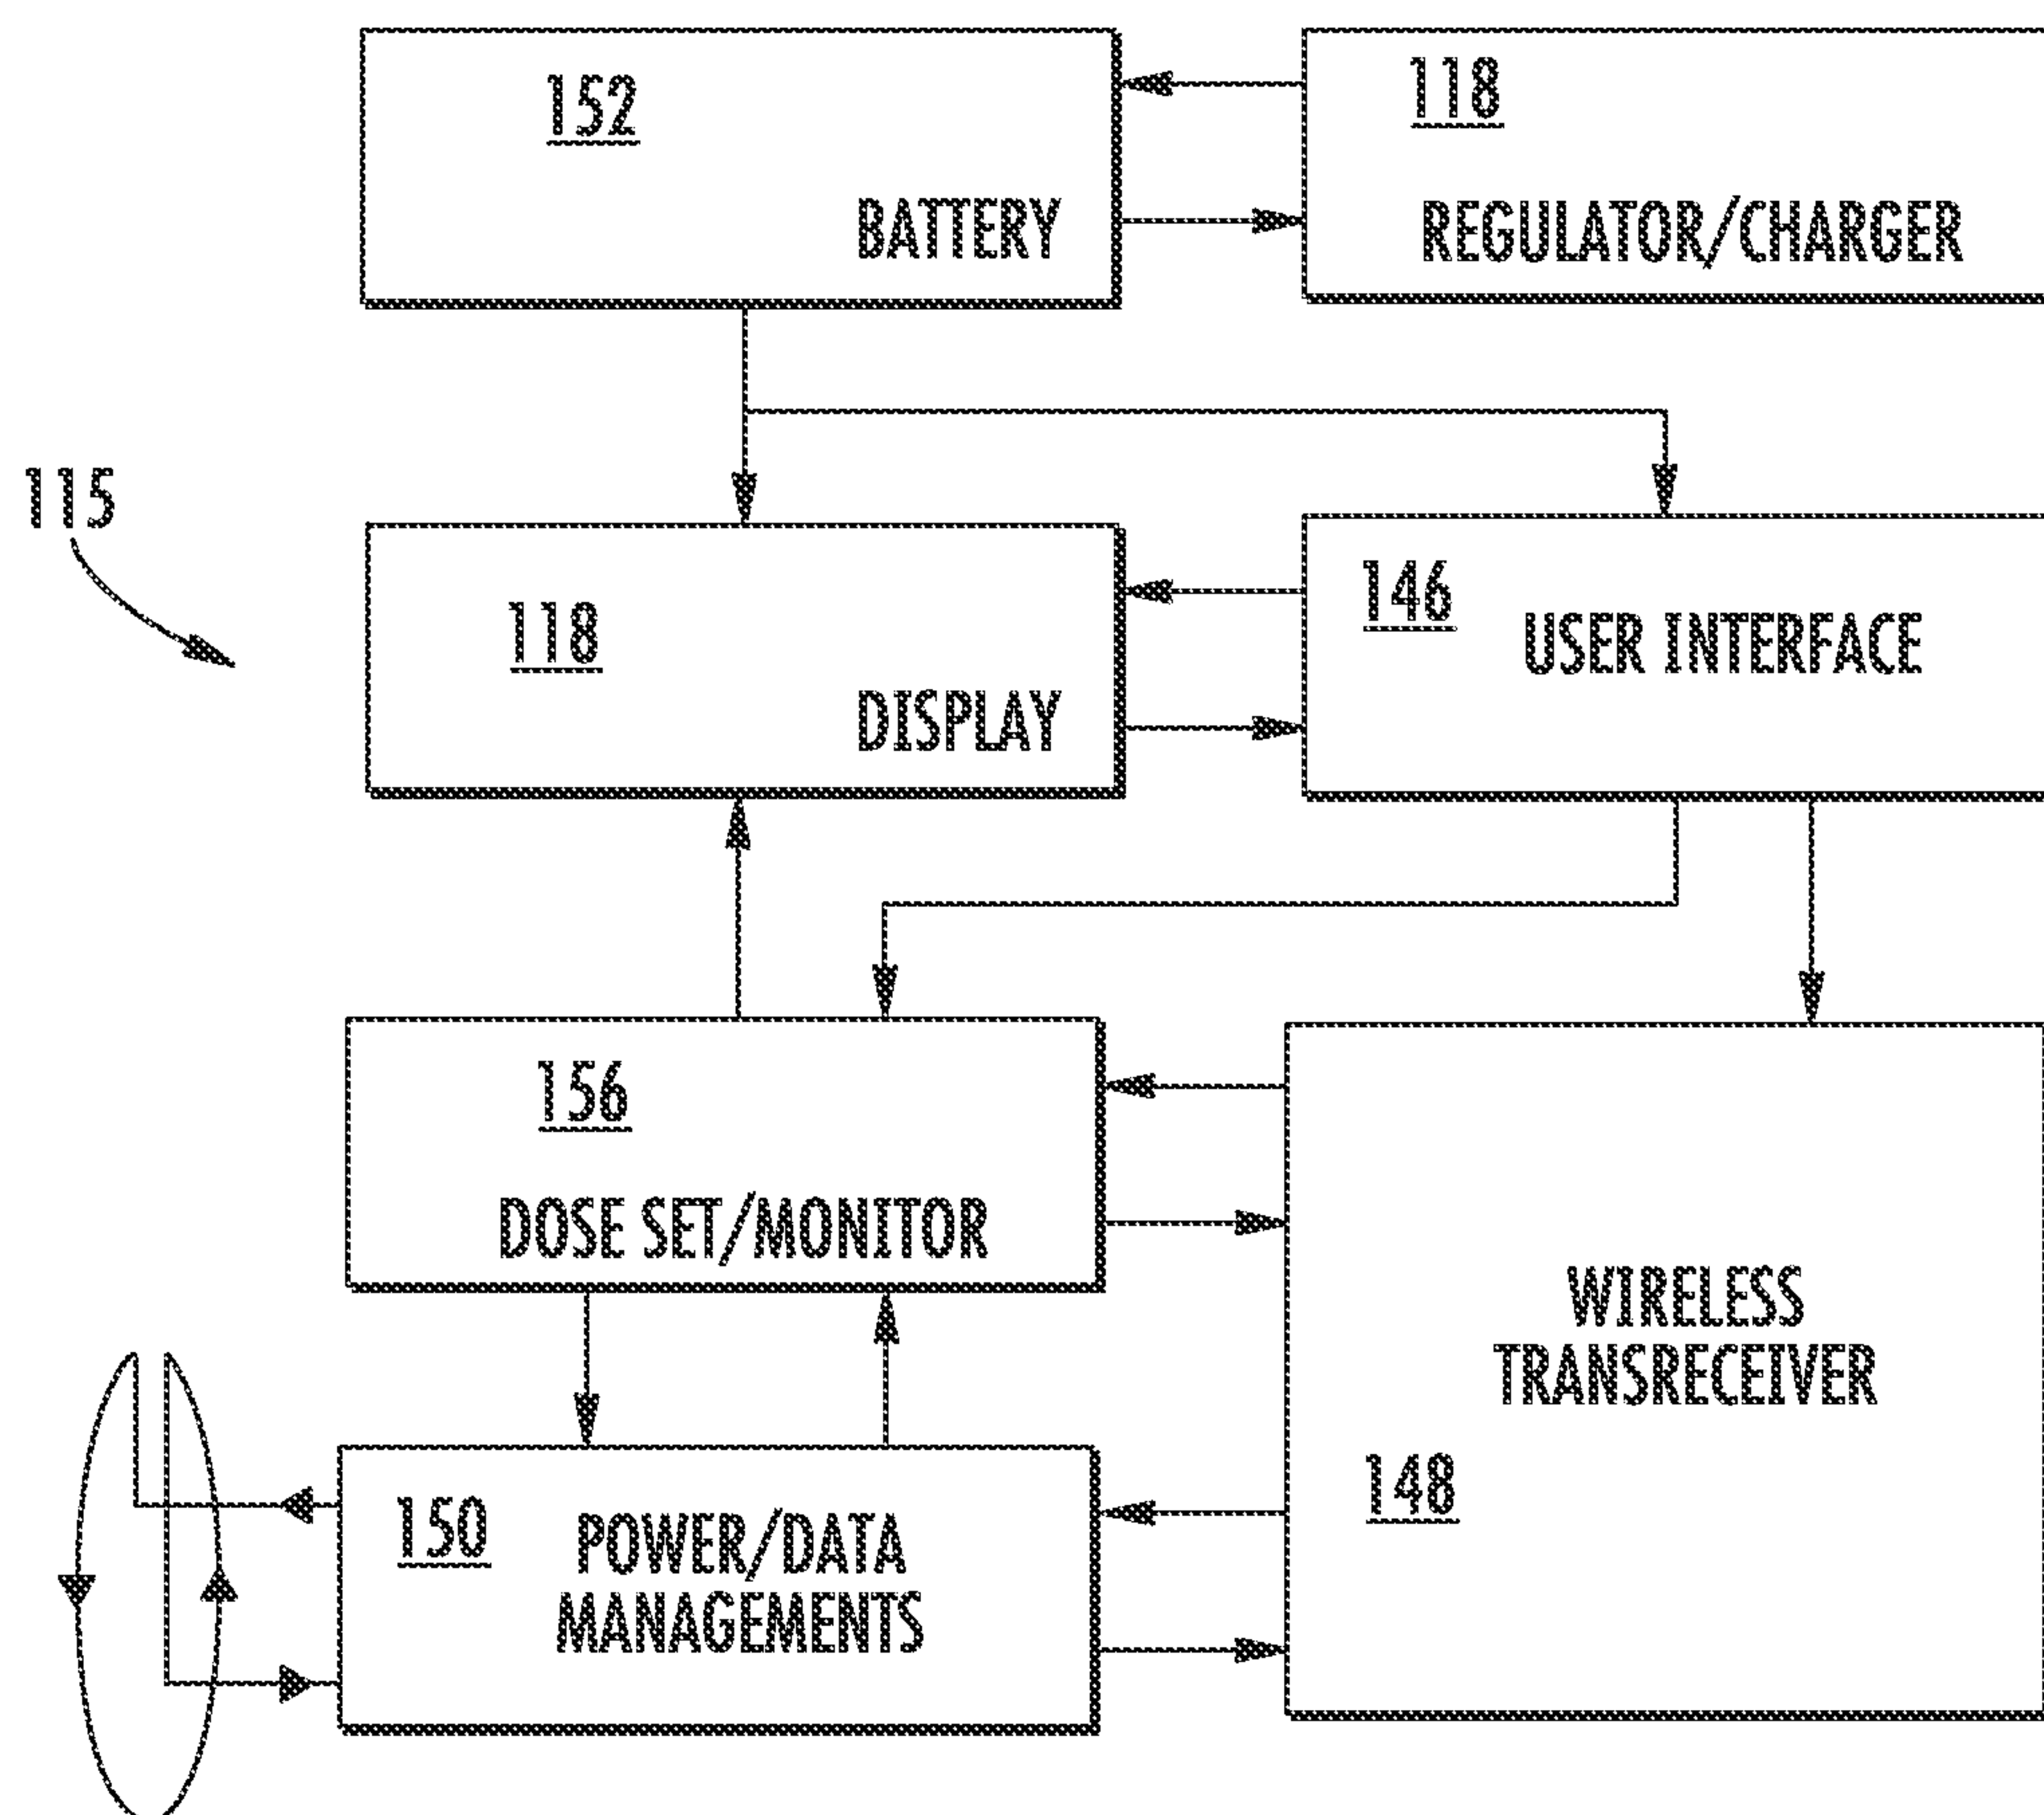 152
BATTERY
118
REGULATOR/CHARGER
115
118
DISPLAY
146
USER INTERFACE
156
DOSE SET/MONITOR
WIRELESS
TRANSRECEIVER
148
150
POWER/DATA
MANAGEMENTS